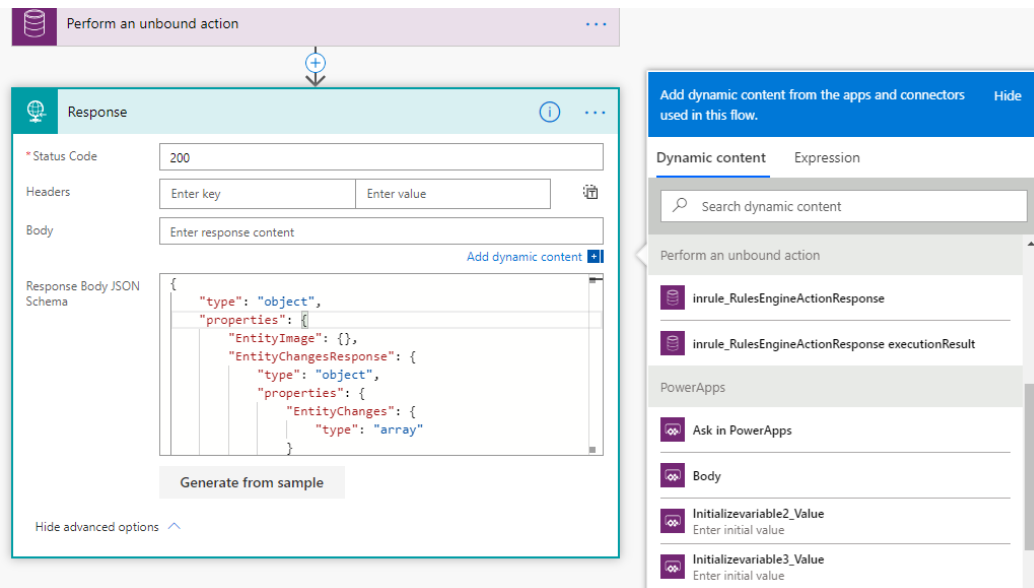 Perform an unbound action
Response
*Status Code
200
Headers
Enter key
Enter value
Body
Enter response content
Add dynamic content
Response Body JSON
Schema
{
"type": "object",
"properties": {
"EntityImage": {},
"EntityChangesResponse": {
"type": "object",
"properties": {
"EntityChanges": {
"type": "array"
}
Generate from sample
Hide advanced options
Add dynamic content from the apps and connectors
used in this flow.
Hide
Dynamic content
Expression
Search dynamic content
Perform an unbound action
inrule_RulesEngineActionResponse
inrule_RulesEngineActionResponse executionResult
PowerApps
Ask in PowerApps
Body
Initializevariable2_Value
Enter initial value
Initializevariable3_Value
Enter initial value